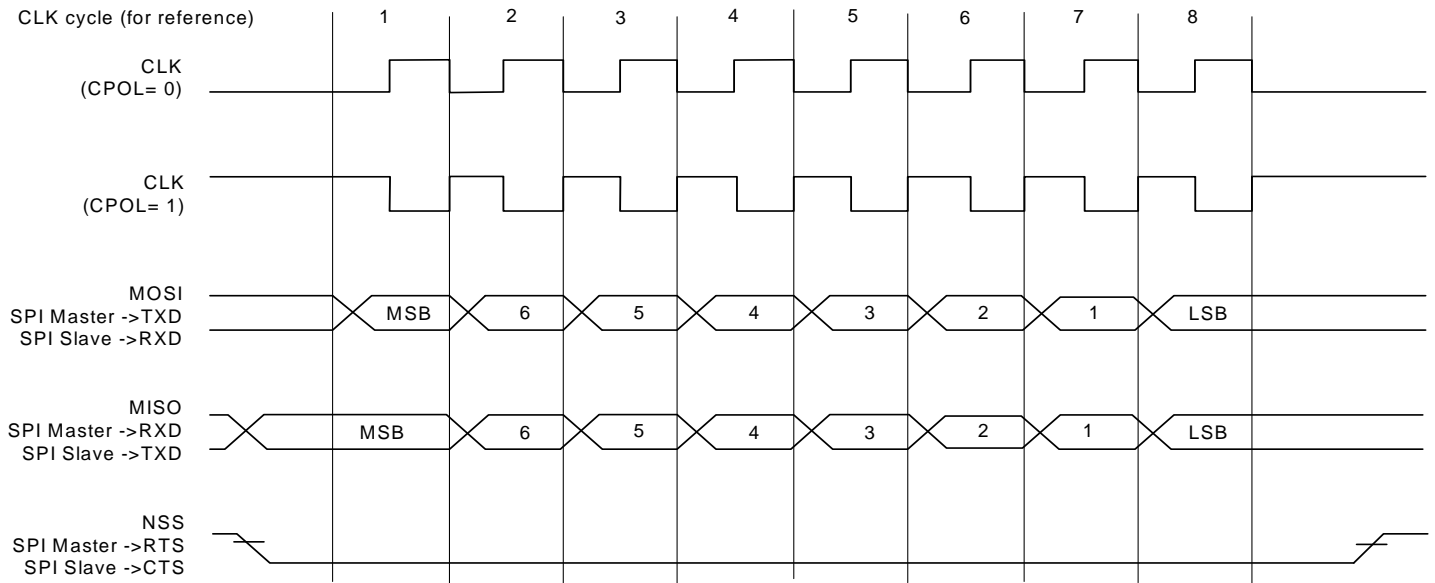 CLK cycle (for reference) 1 2 3 4 5 6 7 8
CLK
(CPOL= 0)
CLK
(CPOL= 1)
MOSI
SPI Master ->TXD
SPI Slave ->RXD
MSB 6 5 4 3 2 1 LSB
MISO
SPI Master ->RXD
SPI Slave ->TXD
MSB 6 5 4 3 2 1 LSB
NSS
SPI Master ->RTS
SPI Slave ->CTS